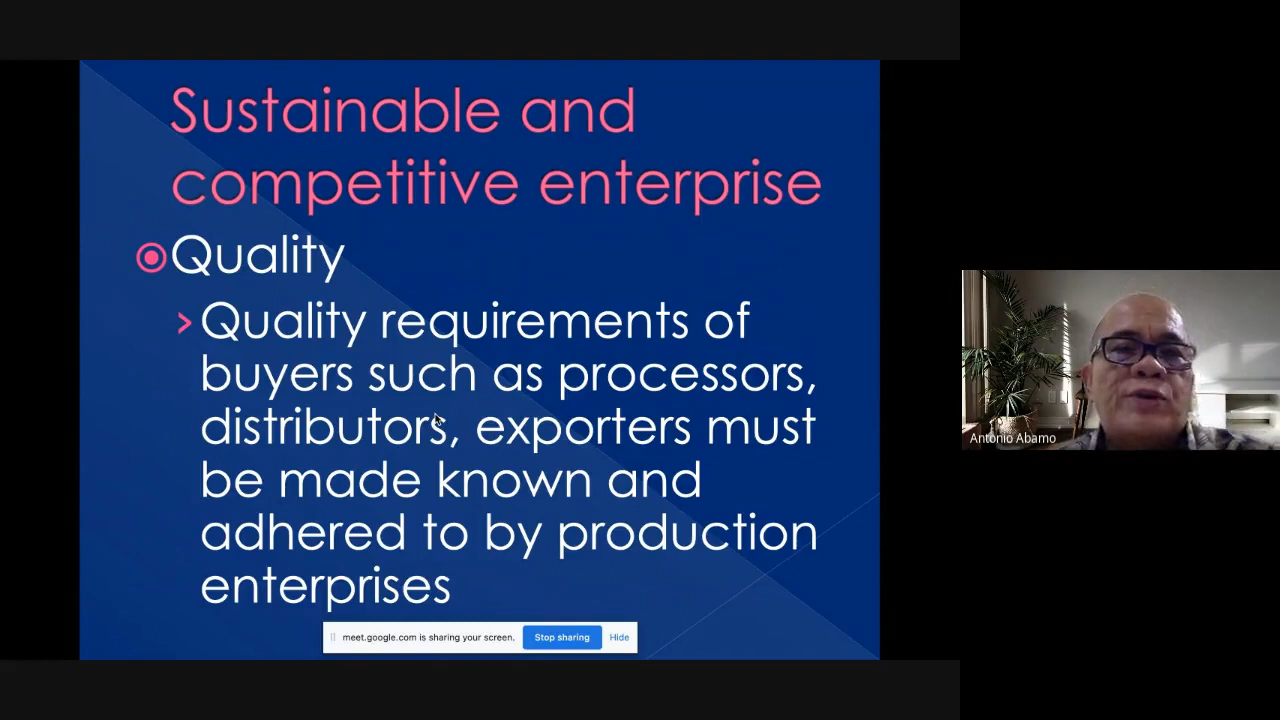 Sustainable and
competitive enterprise
Quality
Quality requirements of
buyers such as processors,
distributors, exporters must
be made known and
adhered to by production
enterprises
meet.google.com is sharing your screen. Stop sharing Hide
Antonio Abamo